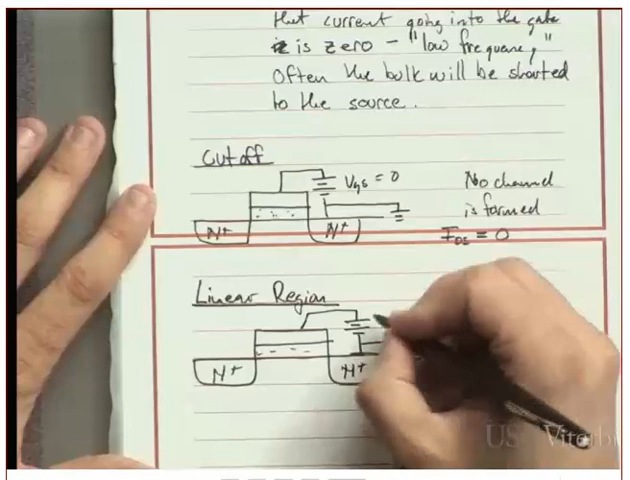 that current going into the gate
is zero – "low frequency"
Often the bulk will be shorted
to the source.
Cutoff
Vgs = 0
No channel
is formed
N+
N+
IDS = 0
Linear Region
N+
N+
USC Viterbi